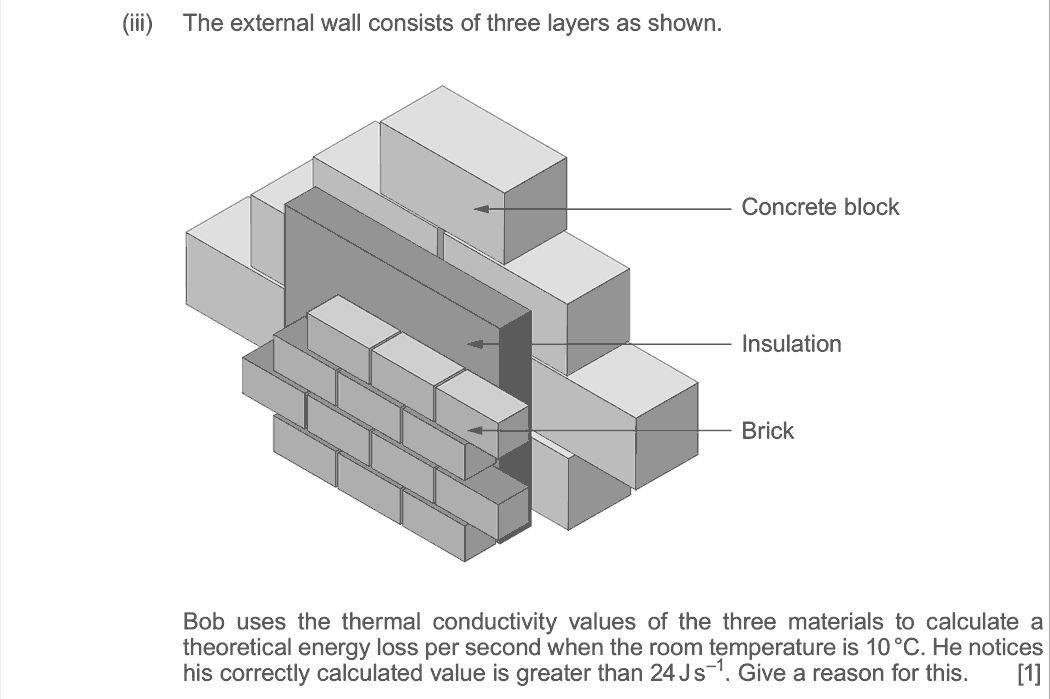 (iii) The external wall consists of three layers as shown.
Concrete block
Insulation
Brick
Bob uses the thermal conductivity values of the three materials to calculate a
theoretical energy loss per second when the room temperature is 10 °C. He notices
his correctly calculated value is greater than 24 J s⁻¹. Give a reason for this. [1]